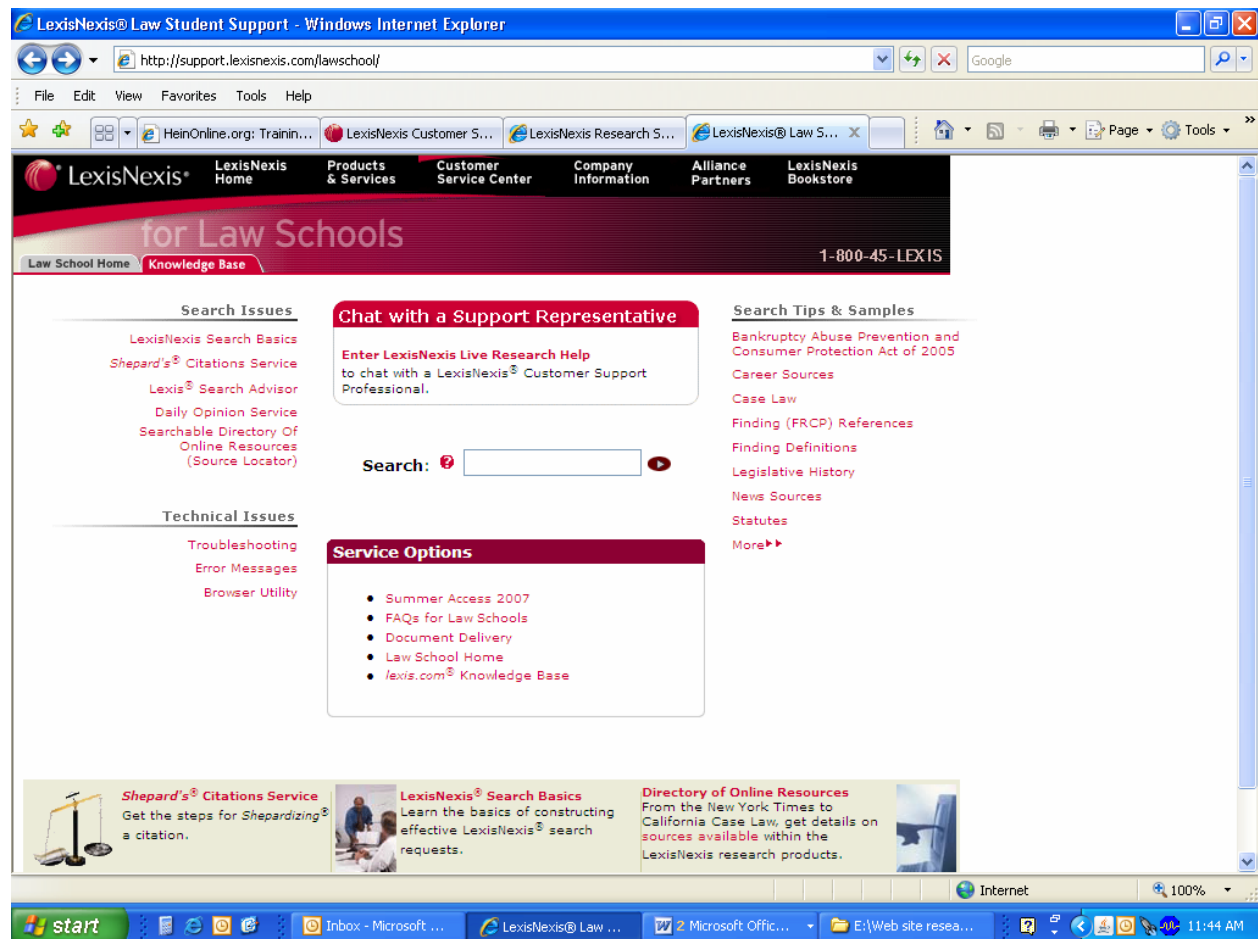 LexisNexis® Law Student Support - Windows Internet Explorer
http://support.lexisnexis.com/lawschool/
Google
File Edit View Favorites Tools Help
HeinOnline.org: Trainin...
LexisNexis Customer S...
LexisNexis Research S...
LexisNexis® Law S...
Page
Tools
LexisNexis®
LexisNexis Home
Products & Services
Customer Service Center
Company Information
Alliance Partners
LexisNexis Bookstore
for Law Schools
1-800-45-LEXIS
Law School Home
Knowledge Base
Search Issues
LexisNexis Search Basics
Shepard's® Citations Service
Lexis® Search Advisor
Daily Opinion Service
Searchable Directory Of
Online Resources
(Source Locator)
Technical Issues
Troubleshooting
Error Messages
Browser Utility
Chat with a Support Representative
Enter LexisNexis Live Research Help
to chat with a LexisNexis® Customer Support
Professional.
Search:
Service Options
Summer Access 2007
FAQs for Law Schools
Document Delivery
Law School Home
lexis.com® Knowledge Base
Search Tips & Samples
Bankruptcy Abuse Prevention and
Consumer Protection Act of 2005
Career Sources
Case Law
Finding (FRCP) References
Finding Definitions
Legislative History
News Sources
Statutes
More
Shepard's® Citations Service
Get the steps for Shepardizing®
a citation.
LexisNexis® Search Basics
Learn the basics of constructing
effective LexisNexis® search
requests.
Directory of Online Resources
From the New York Times to
California Case Law, get details on
sources available within the
LexisNexis research products.
Internet
100%
start
Inbox - Microsoft ...
LexisNexis® Law ...
2 Microsoft Offic...
E:\Web site resea...
11:44 AM